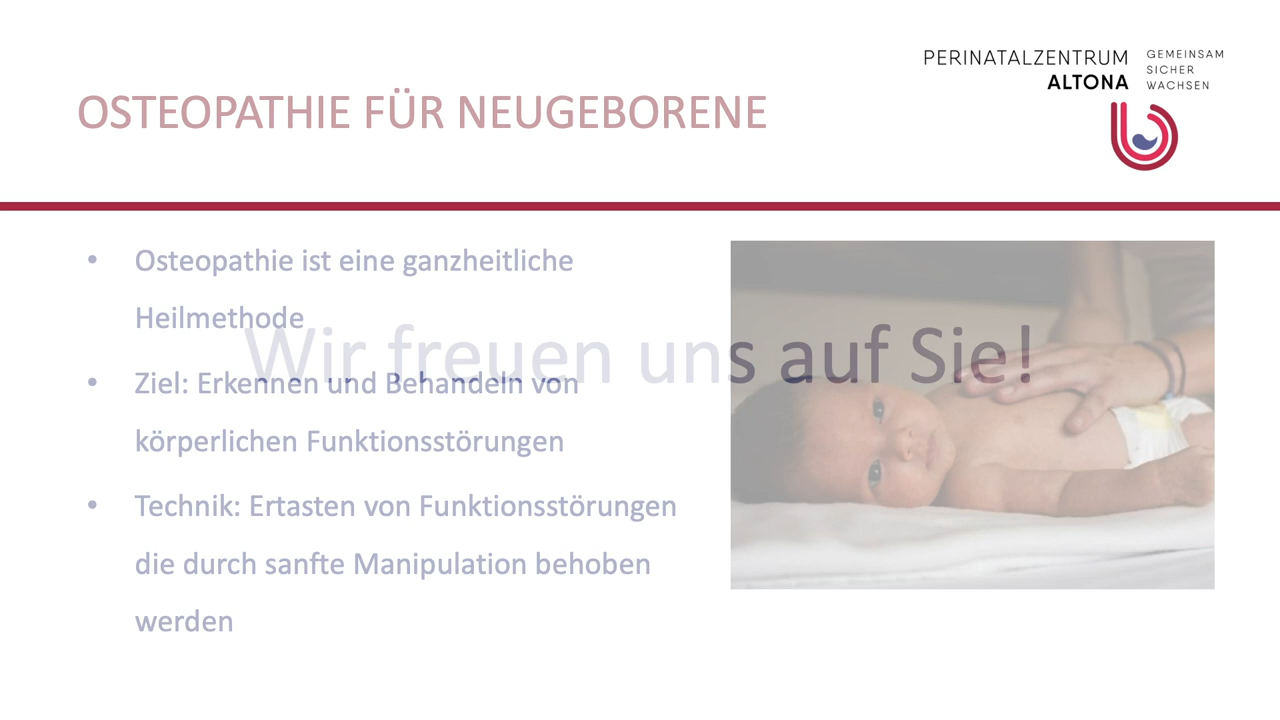 PERINATALZENTRUM
ALTONA
GEMEINSAM
SICHER
WACHSEN
OSTEOPATHIE FÜR NEUGEBORENE
• Osteopathie ist eine ganzheitliche
Heilmethode
Wir freuen uns auf Sie!
• Ziel: Erkennen und Behandeln von
körperlichen Funktionsstörungen
• Technik: Ertasten von Funktionsstörungen
die durch sanfte Manipulation behoben
werden